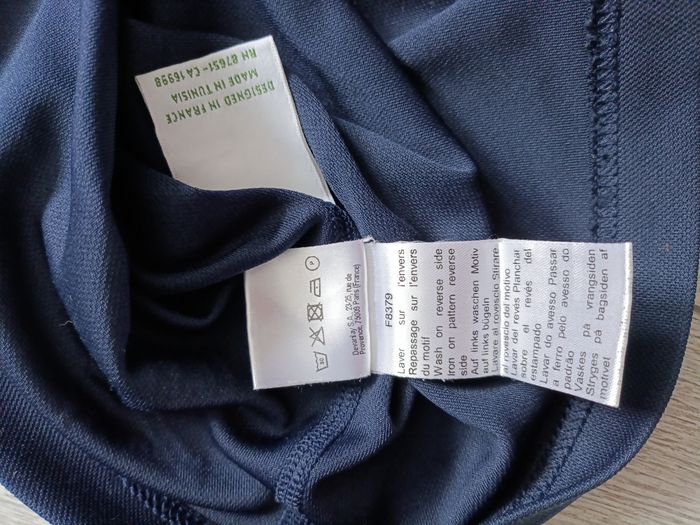 DESIGNED IN FRANCE
MADE IN TUNISIA
RN 87651 - CA 16998
Devanlay S.A., 23/25, rue de
Provence, 75009 Paris (France)
F8379
Laver sur l'envers
Repassage sur l'envers
du motif
Wash on reverse side
Iron on pattern reverse
side
Auf links waschen Motiv
auf links bügeln
Lavare al rovescio Stirare
al rovescio del motivo
Lavar del revés Planchar
sobre el revés del
estampado
Lavar do avesso Passar
a ferro pelo avesso do
padrão
Vaskes på vrangsiden
Stryges på bagsiden af
motivet